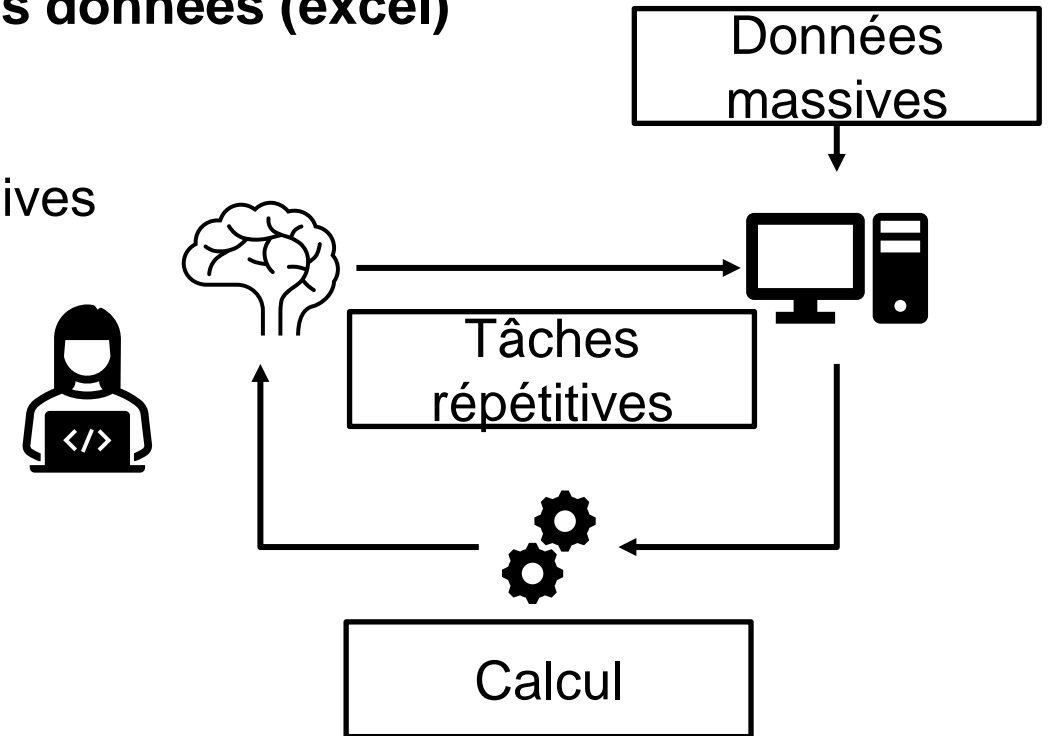 s données (excel)
Données
massives
ives
Tâches
répétitives
</>
Calcul